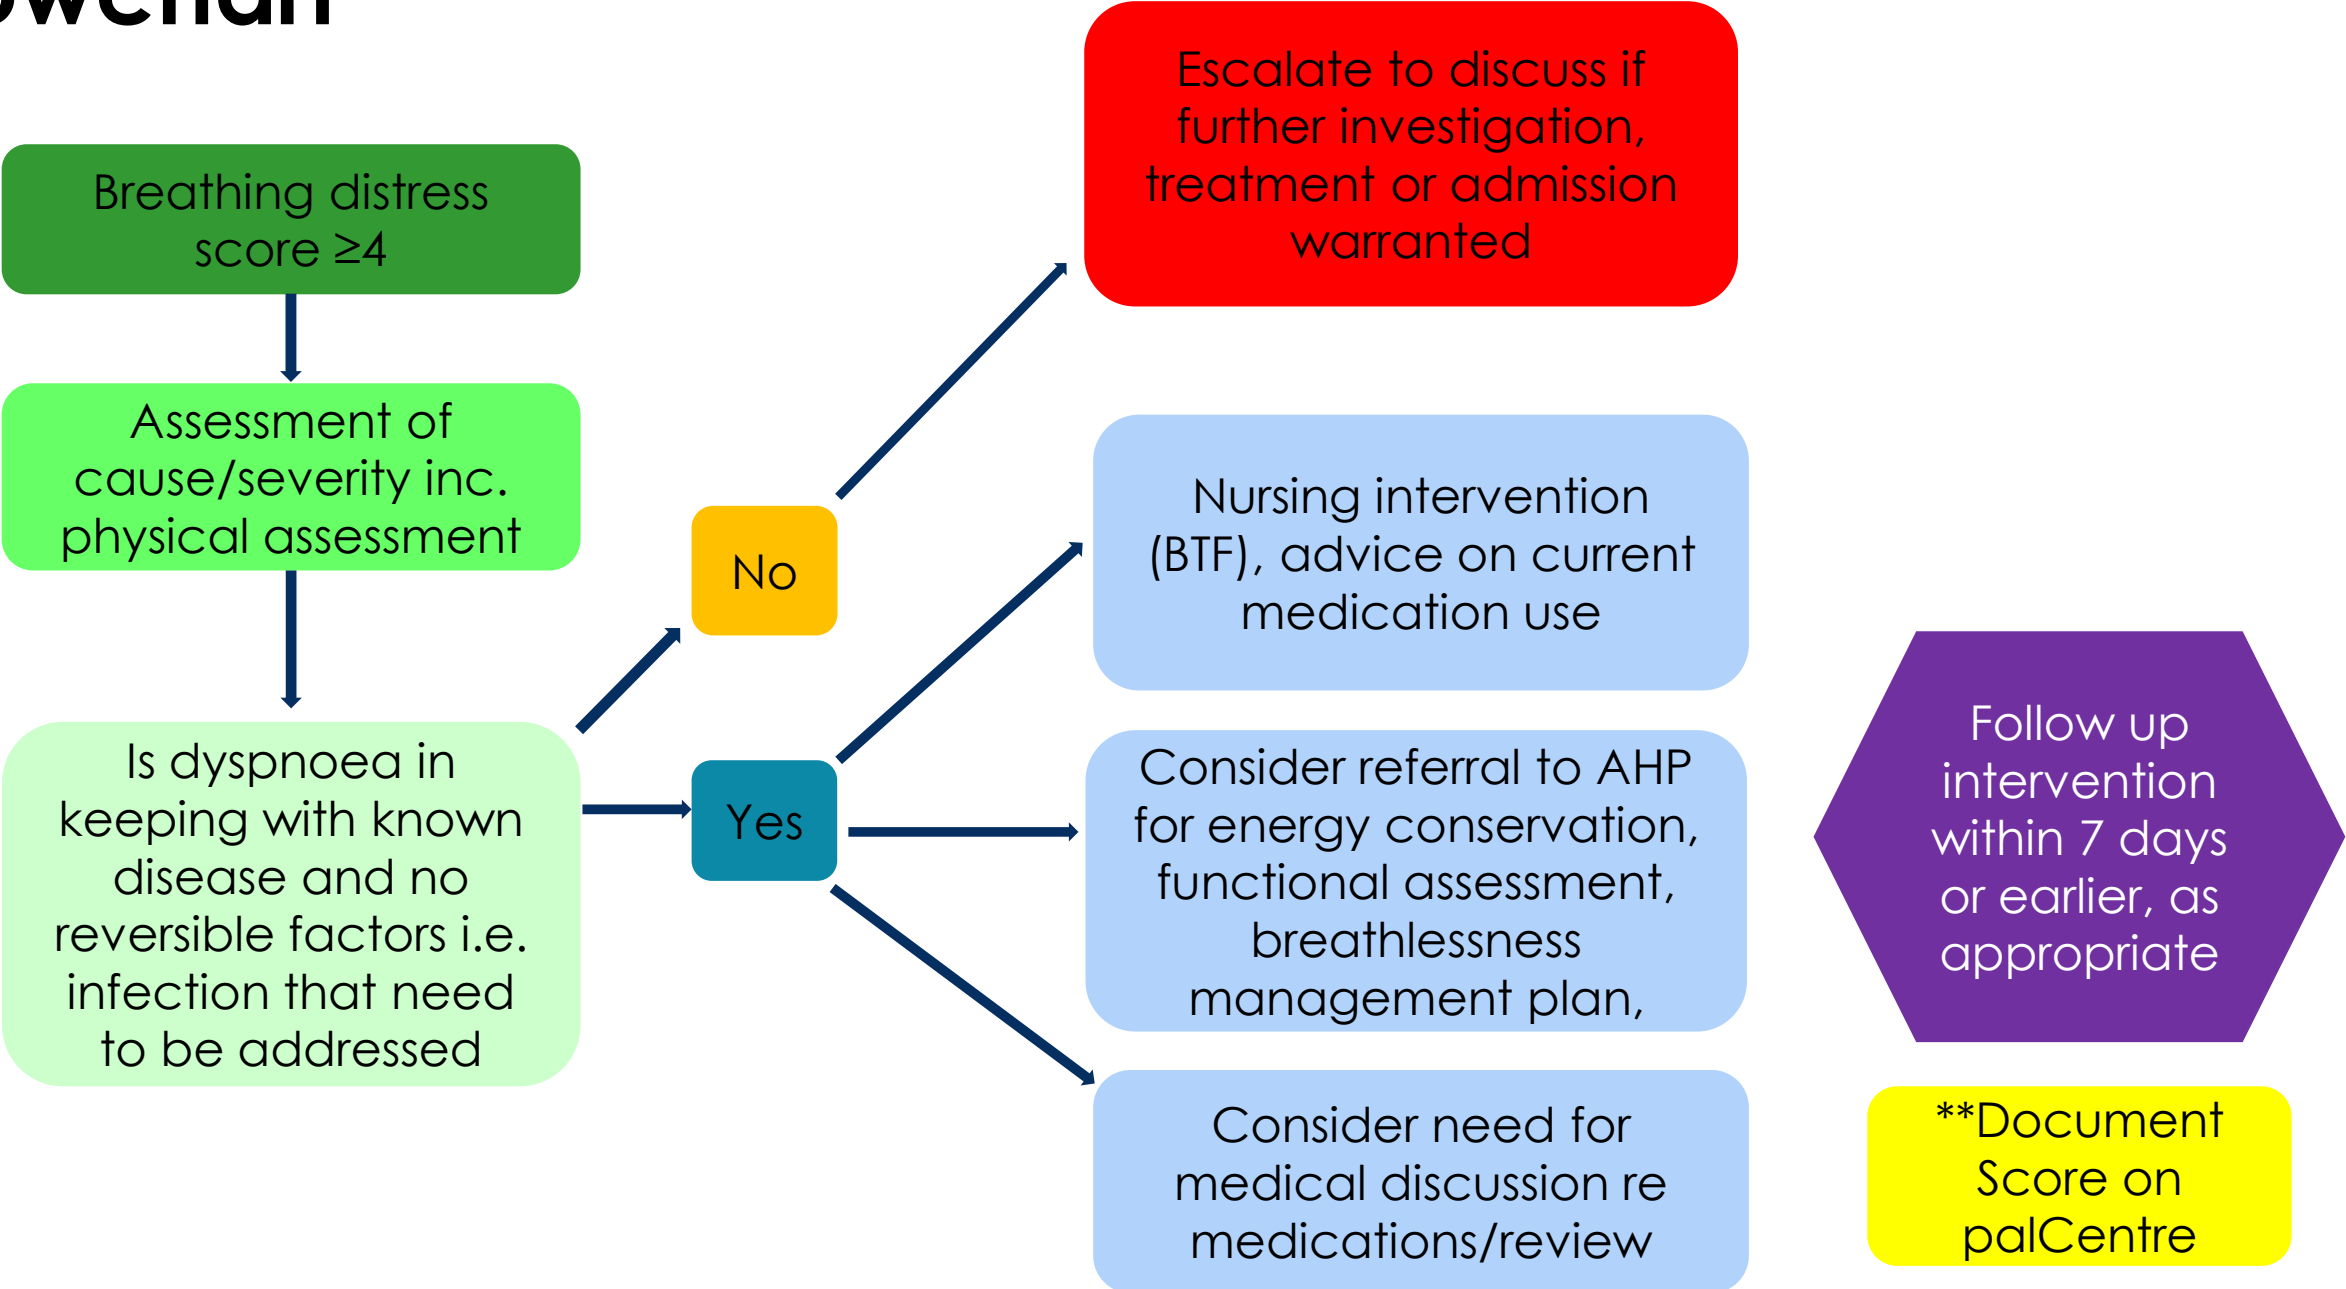 Breathing distress
score ≥4
Assessment of
cause/severity inc.
physical assessment
Is dyspnoea in
keeping with known
disease and no
reversible factors i.e.
infection that need
to be addressed
No
Yes
Escalate to discuss if
further investigation,
treatment or admission
warranted
Nursing intervention
(BTF), advice on current
medication use
Consider referral to AHP
for energy conservation,
functional assessment,
breathlessness
management plan,
Consider need for
medical discussion re
medications/review
Follow up
intervention
within 7 days
or earlier, as
appropriate
**Document
Score on
palCentre